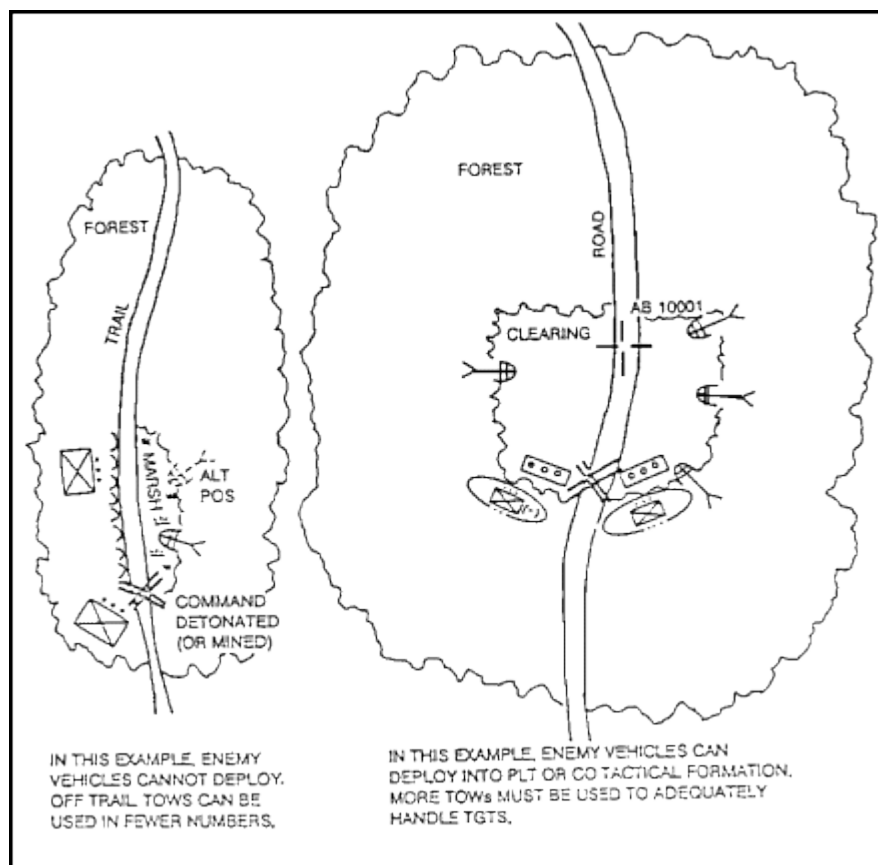 FOREST
TRAIL
MARSH
ALT
POS
COMMAND
DETONATED
(OR MINED)
IN THIS EXAMPLE, ENEMY
VEHICLES CANNOT DEPLOY.
OFF TRAIL TOWS CAN BE
USED IN FEWER NUMBERS.
FOREST
ROAD
AB 10001
CLEARING
(-)
IN THIS EXAMPLE, ENEMY VEHICLES CAN
DEPLOY INTO PLT OR CO TACTICAL FORMATION.
MORE TOWs MUST BE USED TO ADEQUATELY
HANDLE TGTS.